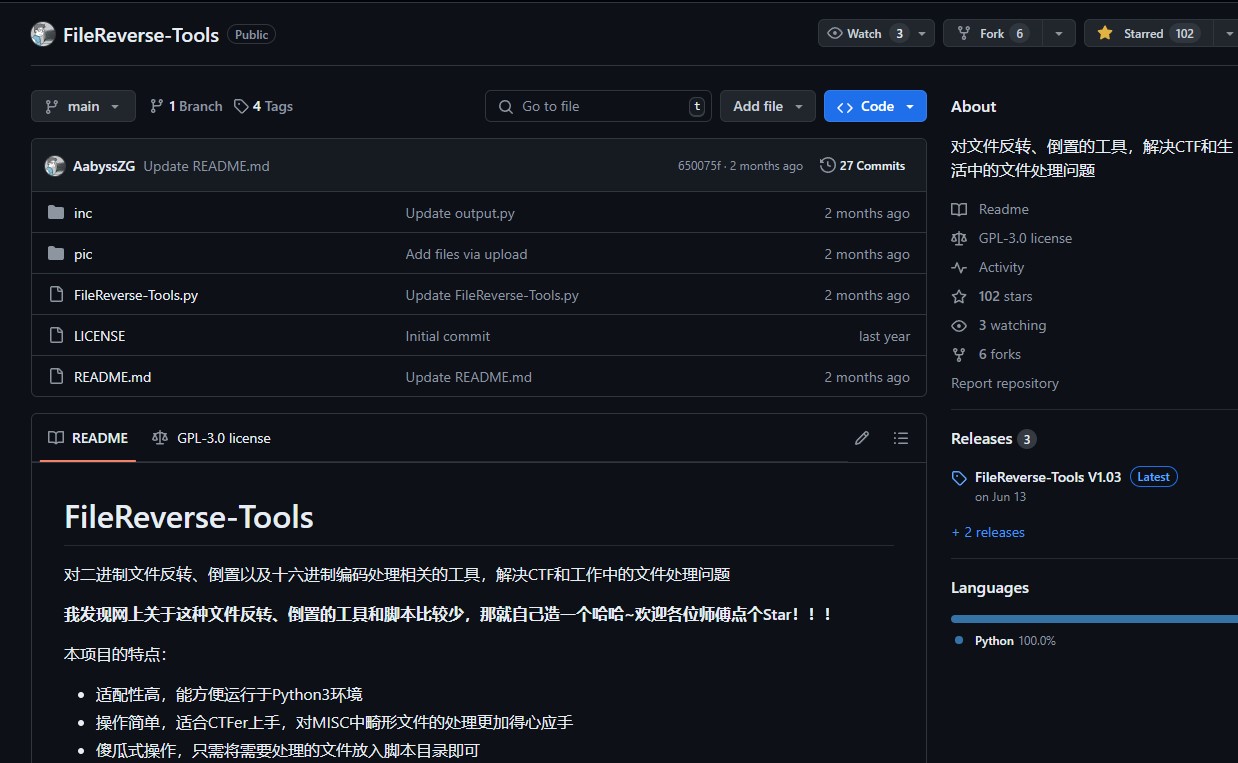 FileReverse-Tools Public
Watch 3 Fork 6 Starred 102
main 1 Branch 4 Tags Go to file t Add file Code
AabyssZG Update README.md 650075f · 2 months ago 27 Commits
inc Update output.py 2 months ago
pic Add files via upload 2 months ago
FileReverse-Tools.py Update FileReverse-Tools.py 2 months ago
LICENSE Initial commit last year
README.md Update README.md 2 months ago
README GPL-3.0 license
FileReverse-Tools
对二进制文件反转、倒置以及十六进制编码处理相关的工具，解决CTF和工作中的文件处理问题
我发现网上关于这种文件反转、倒置的工具和脚本比较少，那就自己造一个哈哈~欢迎各位师傅点个Star！！！
本项目的特点：
适配性高，能方便运行于Python3环境
操作简单，适合CTFer上手，对MISC中畸形文件的处理更加得心应手
傻瓜式操作，只需将需要处理的文件放入脚本目录即可
About
对文件反转、倒置的工具，解决CTF和生
活中的文件处理问题
Readme
GPL-3.0 license
Activity
102 stars
3 watching
6 forks
Report repository
Releases 3
FileReverse-Tools V1.03 Latest
on Jun 13
+ 2 releases
Languages
Python 100.0%